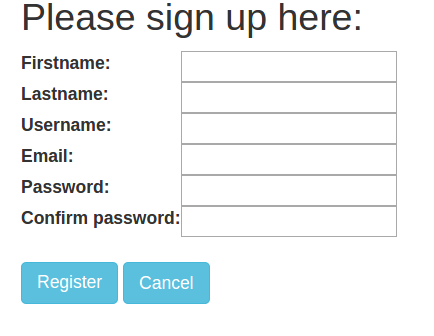 Please sign up here:
Firstname:
Lastname:
Username:
Email:
Password:
Confirm password:
Register Cancel